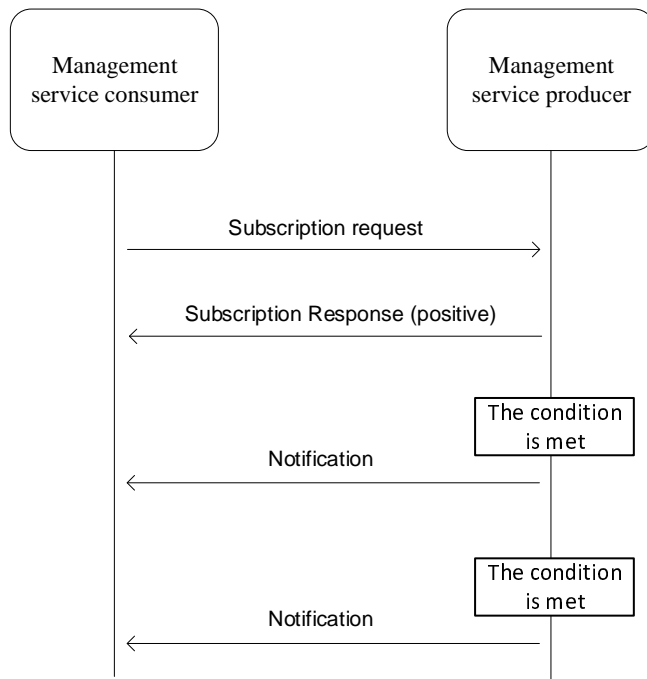 Management
service consumer
Management
service producer
Subscription request
Subscription Response (positive)
The condition
is met
Notification
The condition
is met
Notification